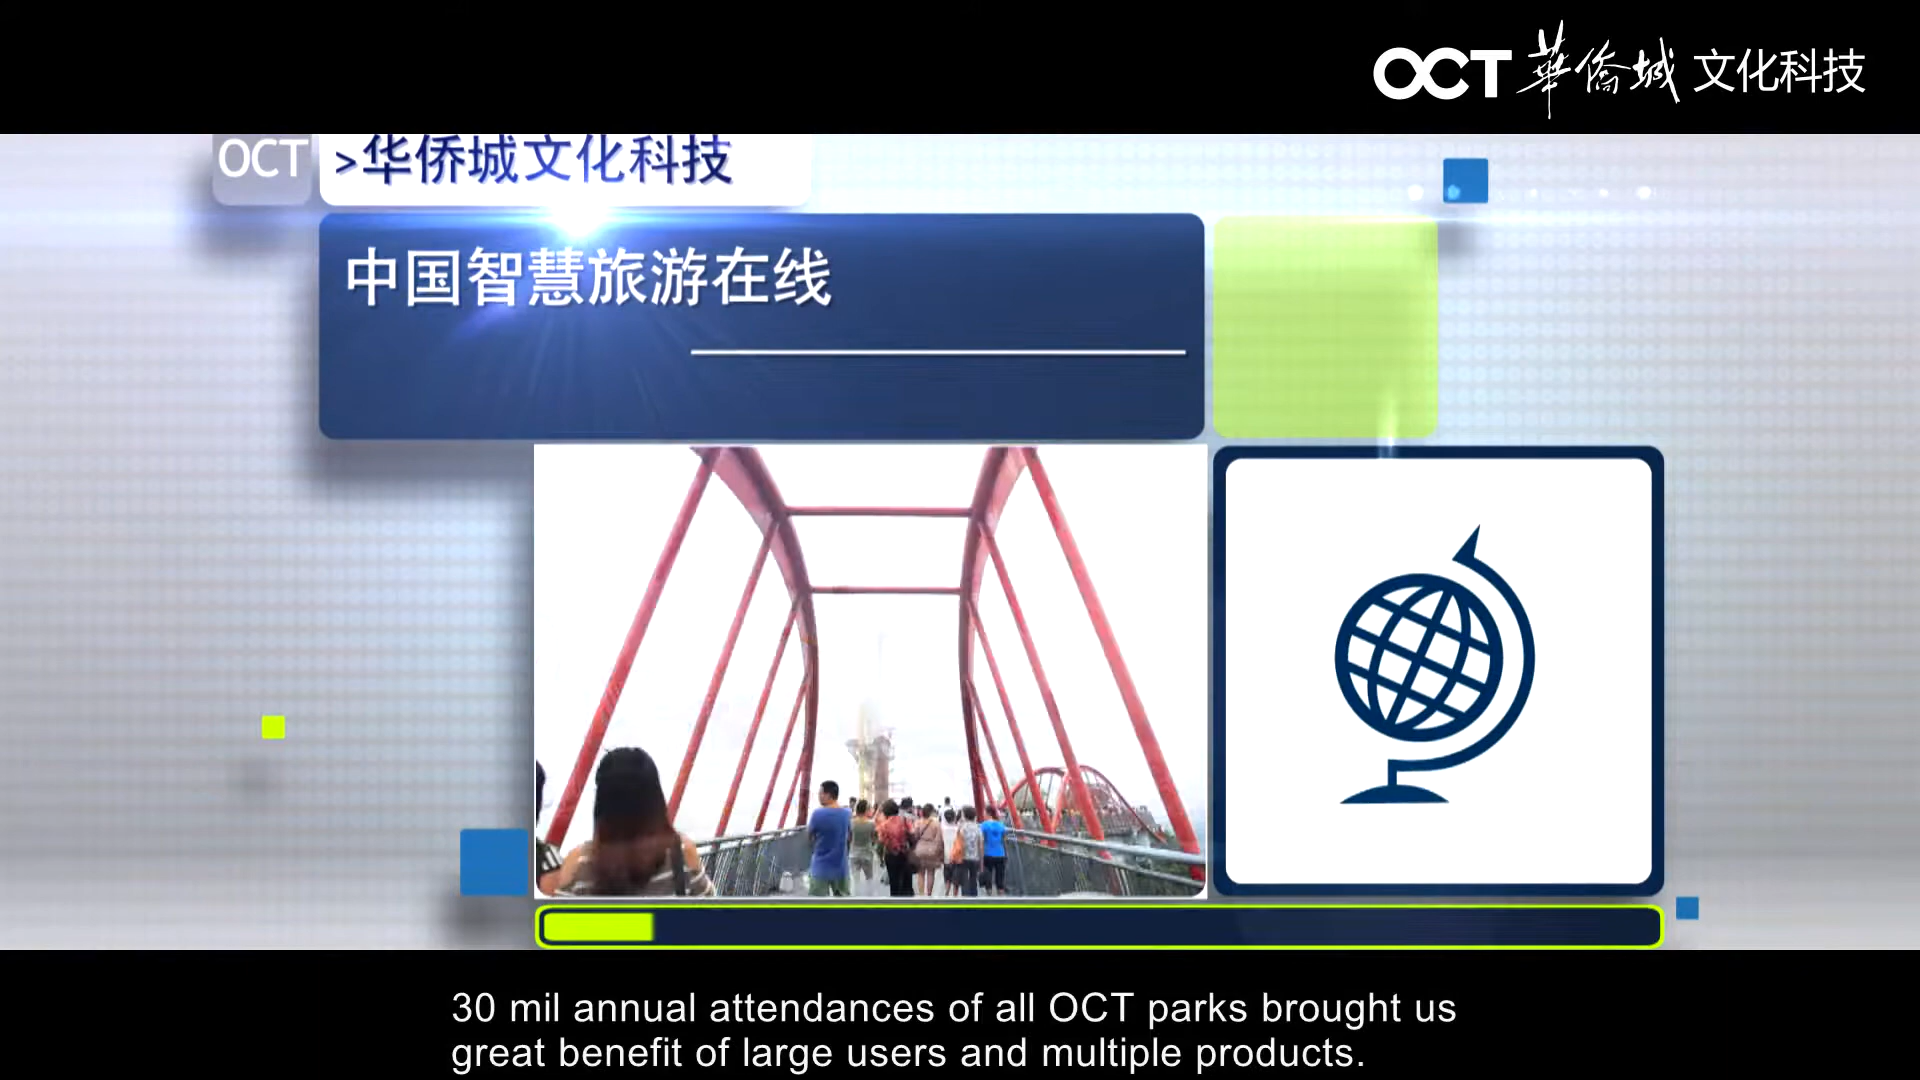 OCT 華僑城 文化科技
OCT >华侨城文化科技
中国智慧旅游在线
30 mil annual attendances of all OCT parks brought us
great benefit of large users and multiple products.